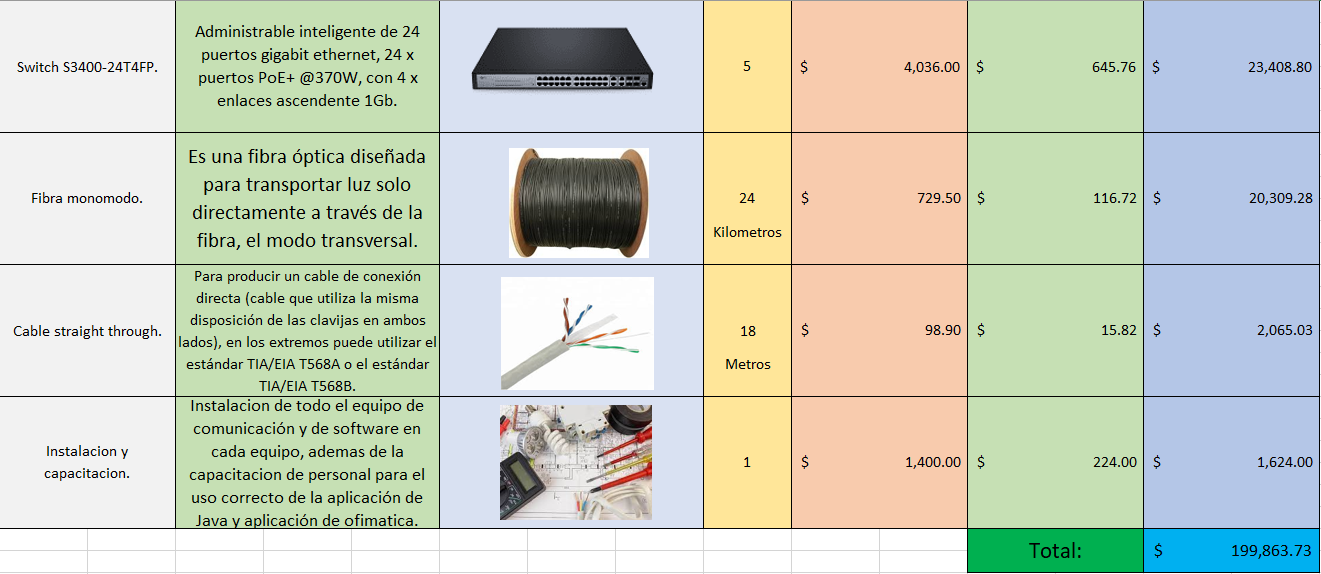 Switch S3400-24T4FP.
Administrable inteligente de 24
puertos gigabit ethernet, 24 x
puertos PoE+ @370W, con 4 x
enlaces ascendente 1Gb.
5
$ 4,036.00
$ 645.76
$ 23,408.80
Fibra monomodo.
Es una fibra óptica diseñada
para transportar luz solo
directamente a través de la
fibra, el modo transversal.
24
Kilometros
$ 729.50
$ 116.72
$ 20,309.28
Cable straight through.
Para producir un cable de conexión
directa (cable que utiliza la misma
disposición de las clavijas en ambos
lados), en los extremos puede utilizar el
estándar TIA/EIA T568A o el estándar
TIA/EIA T568B.
18
Metros
$ 98.90
$ 15.82
$ 2,065.03
Instalacion y
capacitacion.
Instalacion de todo el equipo de
comunicación y de software en
cada equipo, ademas de la
capacitacion de personal para el
uso correcto de la aplicación de
Java y aplicación de ofimatica.
1
$ 1,400.00
$ 224.00
$ 1,624.00
Total:
$ 199,863.73